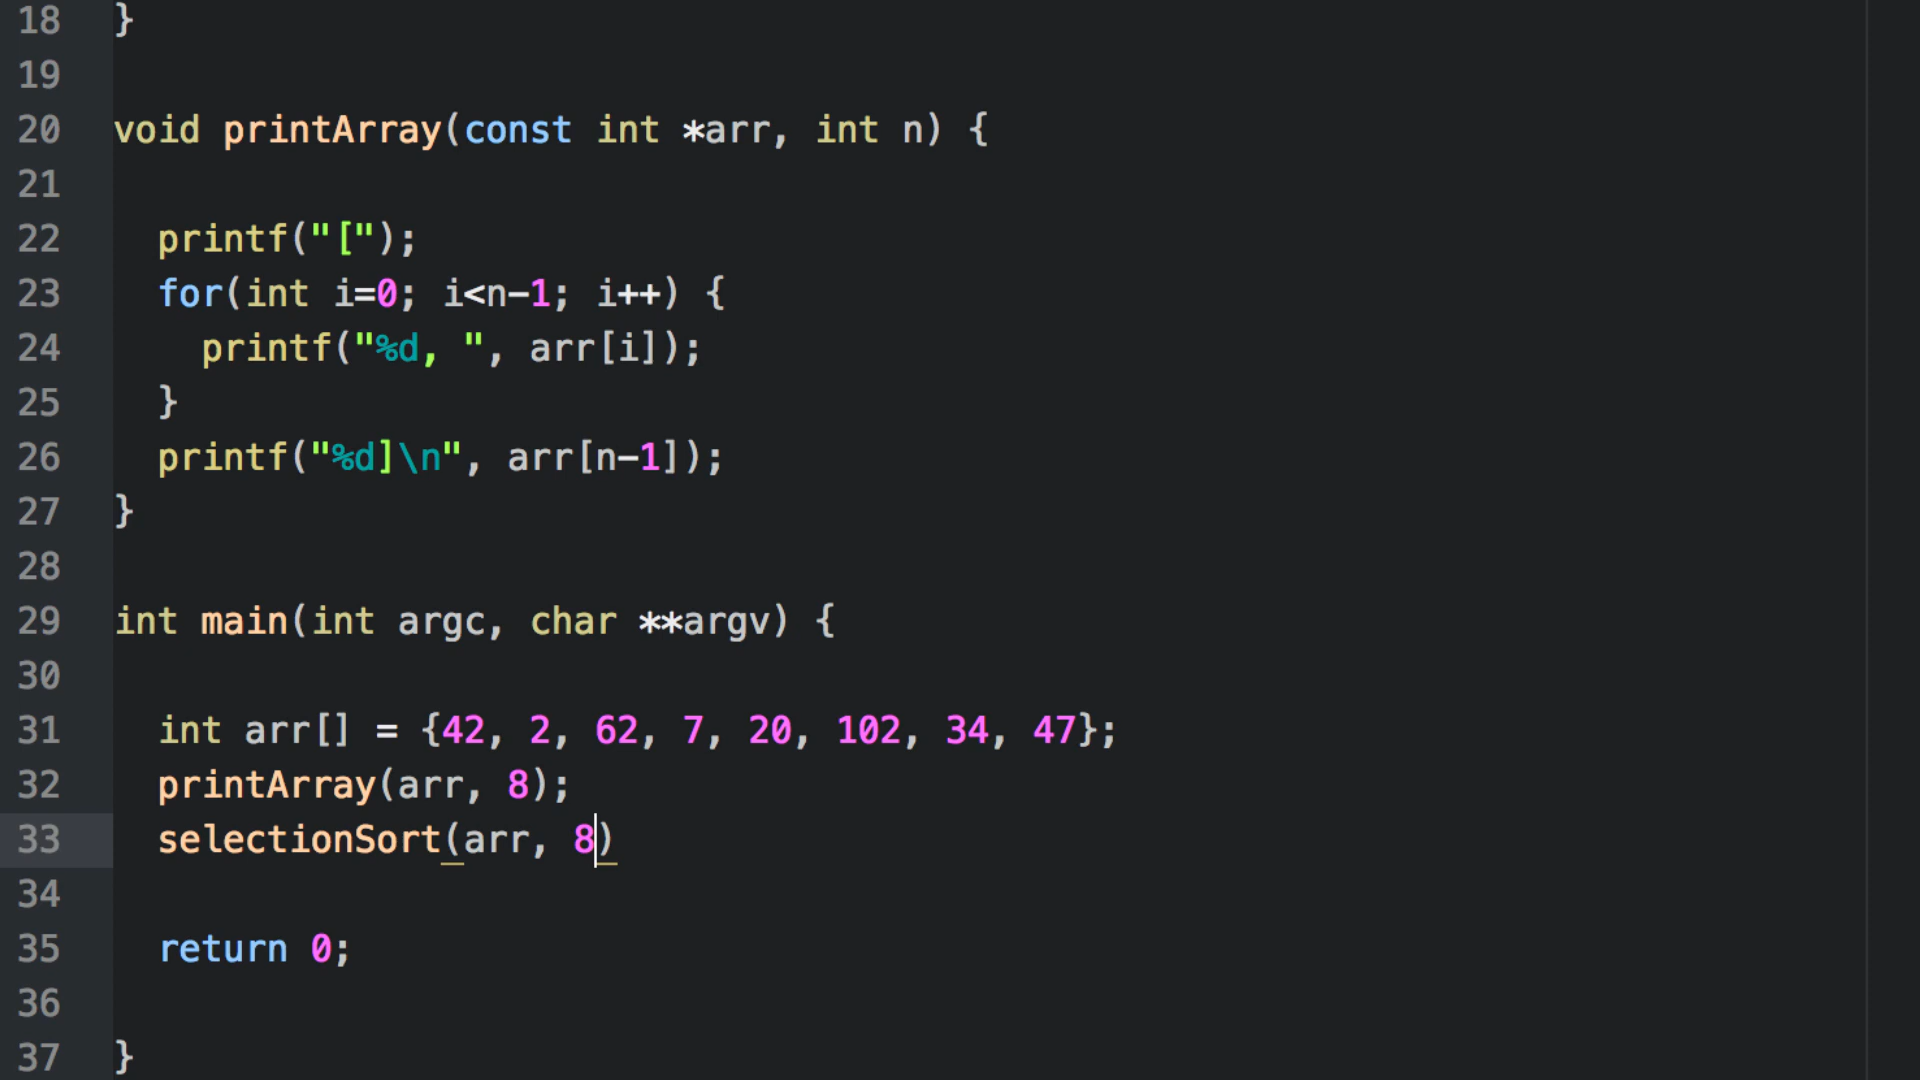 18 }
19
20 void printArray(const int *arr, int n) {
21
22   printf("[");
23   for(int i=0; i<n-1; i++) {
24     printf("%d, ", arr[i]);
25   }
26   printf("%d]\n", arr[n-1]);
27 }
28
29 int main(int argc, char **argv) {
30
31   int arr[] = {42, 2, 62, 7, 20, 102, 34, 47};
32   printArray(arr, 8);
33   selectionSort(arr, 8)
34
35   return 0;
36
37 }